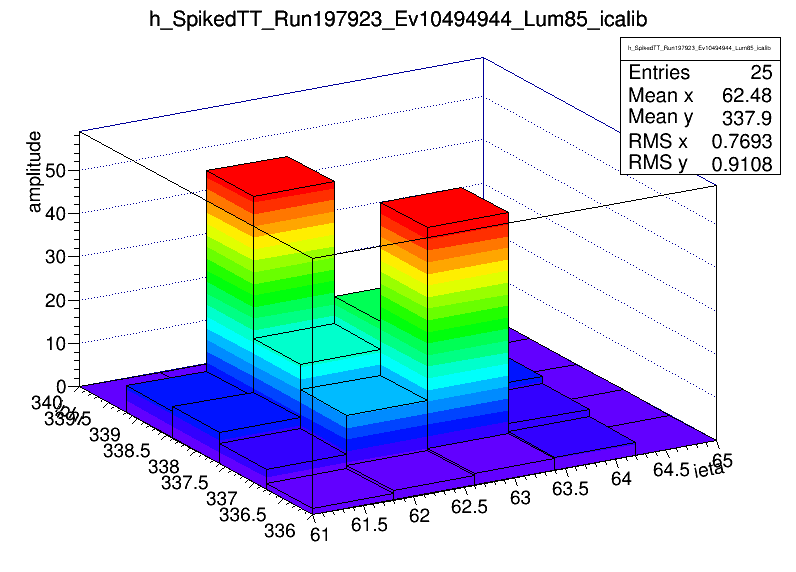 h_SpikedTT_Run197923_Ev10494944_Lum85_icalib
h_SpikedTT_Run197923_Ev10494944_Lum85_icalib
Entries 25
Mean x 62.48
Mean y 337.9
RMS x 0.7693
RMS y 0.9108
amplitude
50
40
30
20
10
0
340
339.5
339
338.5
338
337.5
337
336.5
336
61
61.5
62
62.5
63
63.5
64
64.5
65
ieta